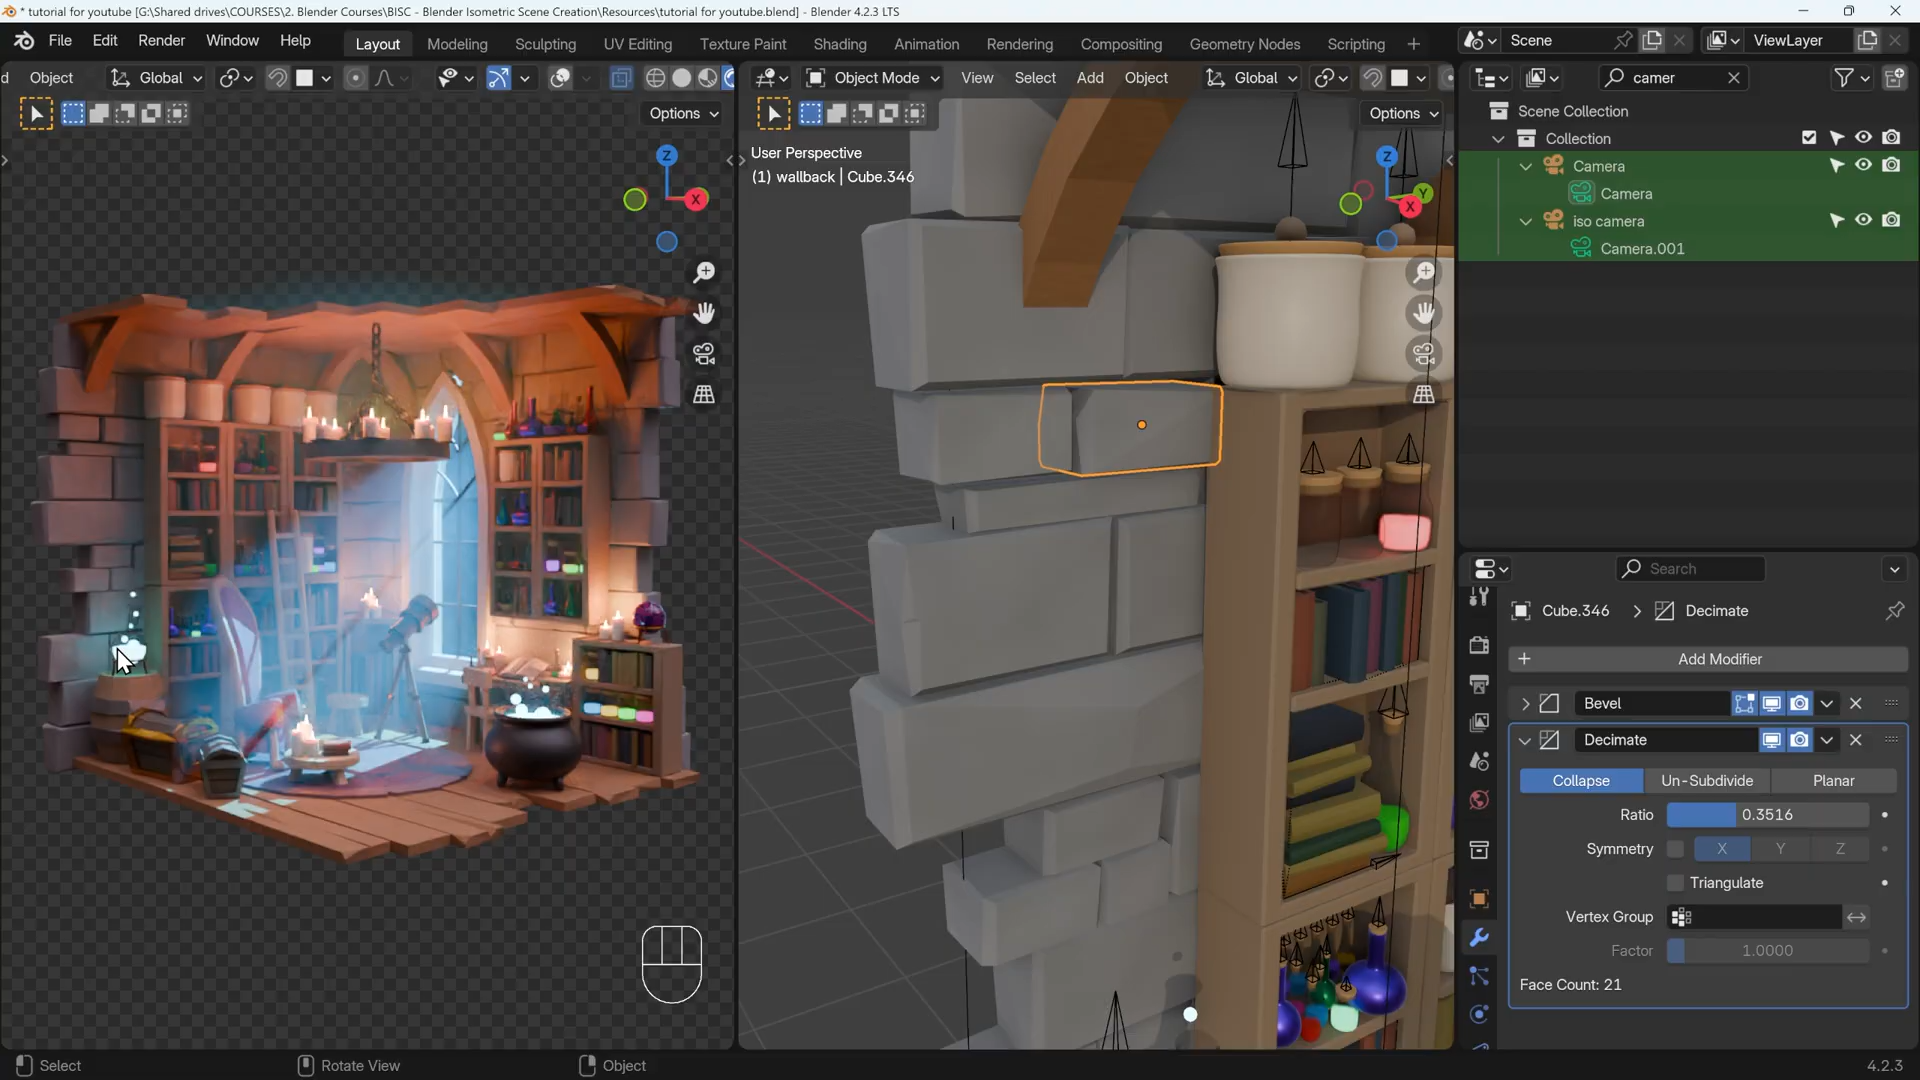 * tutorial for youtube [G:\Shared drives\COURSES\2. Blender Courses\BISC - Blender Isometric Scene Creation\Resources\tutorial for youtube.blend] - Blender 4.2.3 LTS
File Edit Render Window Help Layout Modeling Sculpting UV Editing Texture Paint Shading Animation Rendering Compositing Geometry Nodes Scripting + Scene ViewLayer
d Object Global Object Mode View Select Add Object Global camer
Options Options Scene Collection
Collection
User Perspective
(1) wallback | Cube.346
Z Z
X Y X
Camera
Camera
iso camera
Camera.001
Search
Cube.346 > Decimate
+ Add Modifier
Bevel
Decimate
Collapse Un-Subdivide Planar
Ratio 0.3516
Symmetry X Y Z
Triangulate
Vertex Group
Factor 1.0000
Face Count: 21
Select Rotate View Object 4.2.3